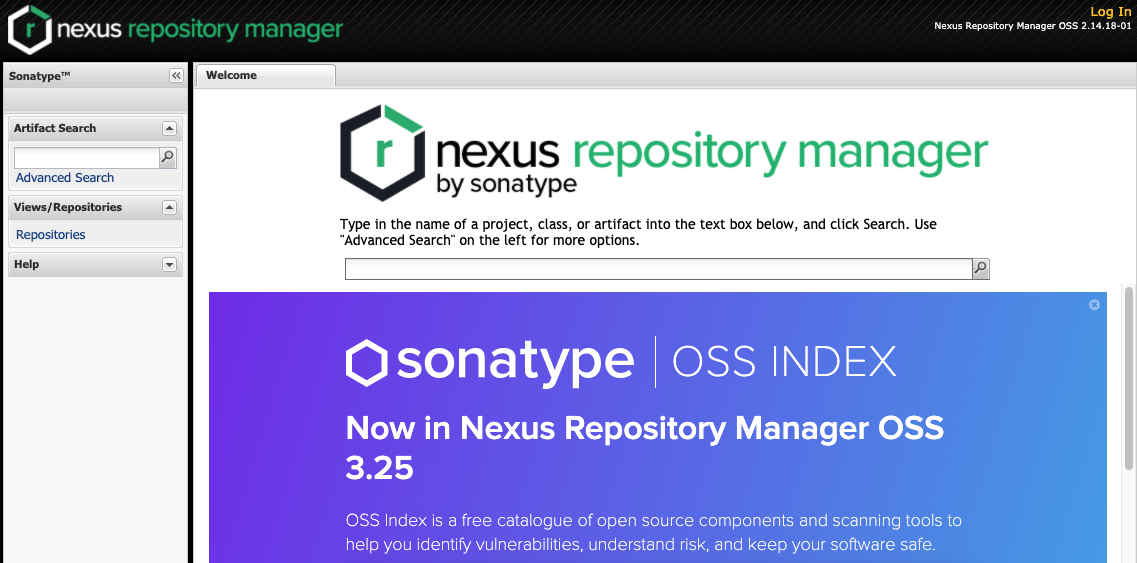 nexus repository manager
Log In
Nexus Repository Manager OSS 2.14.18-01
Sonatype™
Welcome
Artifact Search
Advanced Search
Views/Repositories
Repositories
Help
r nexus repository manager
by sonatype
Type in the name of a project, class, or artifact into the text box below, and click Search. Use
"Advanced Search" on the left for more options.
sonatype | OSS INDEX
Now in Nexus Repository Manager OSS
3.25
OSS Index is a free catalogue of open source components and scanning tools to
help you identify vulnerabilities, understand risk, and keep your software safe.